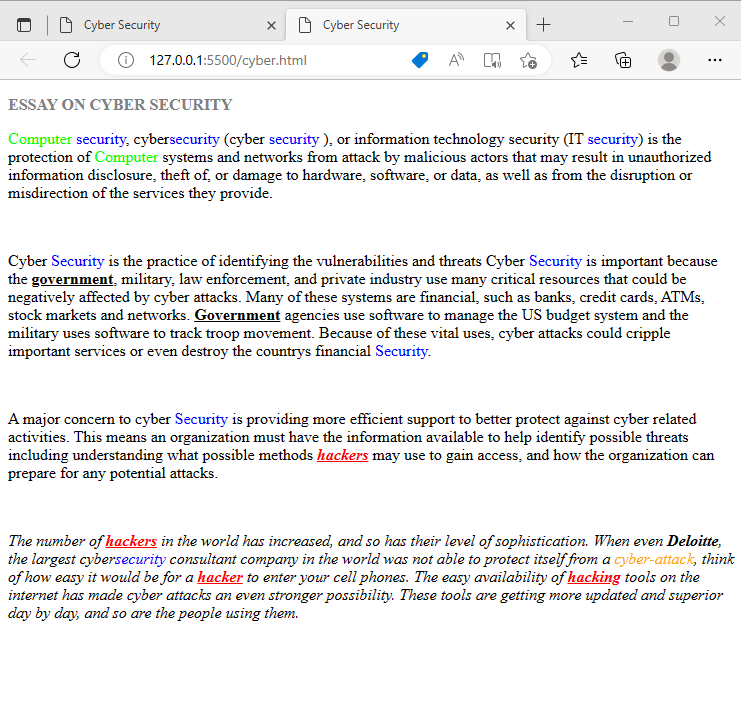 Cyber Security
Cyber Security
127.0.0.1:5500/cyber.html
ESSAY ON CYBER SECURITY
Computer security, cybersecurity (cyber security ), or information technology security (IT security) is the
protection of Computer systems and networks from attack by malicious actors that may result in unauthorized
information disclosure, theft of, or damage to hardware, software, or data, as well as from the disruption or
misdirection of the services they provide.
Cyber Security is the practice of identifying the vulnerabilities and threats Cyber Security is important because
the government, military, law enforcement, and private industry use many critical resources that could be
negatively affected by cyber attacks. Many of these systems are financial, such as banks, credit cards, ATMs,
stock markets and networks. Government agencies use software to manage the US budget system and the
military uses software to track troop movement. Because of these vital uses, cyber attacks could cripple
important services or even destroy the countrys financial Security.
A major concern to cyber Security is providing more efficient support to better protect against cyber related
activities. This means an organization must have the information available to help identify possible threats
including understanding what possible methods hackers may use to gain access, and how the organization can
prepare for any potential attacks.
The number of hackers in the world has increased, and so has their level of sophistication. When even Deloitte,
the largest cybersecurity consultant company in the world was not able to protect itself from a cyber-attack, think
of how easy it would be for a hacker to enter your cell phones. The easy availability of hacking tools on the
internet has made cyber attacks an even stronger possibility. These tools are getting more updated and superior
day by day, and so are the people using them.